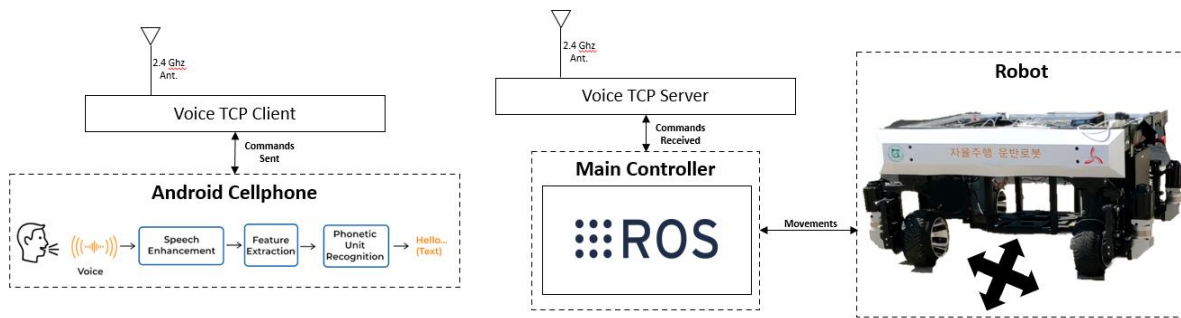 2.4 Ghz
Ant.
Voice TCP Client
Commands
Sent
Android Cellphone
Voice
Speech
Enhancement
Feature
Extraction
Phonetic
Unit
Recognition
Hello...
(Text)
2.4 Ghz
Ant.
Voice TCP Server
Commands
Received
Main Controller
ROS
Movements
Robot
자율주행 운반로봇